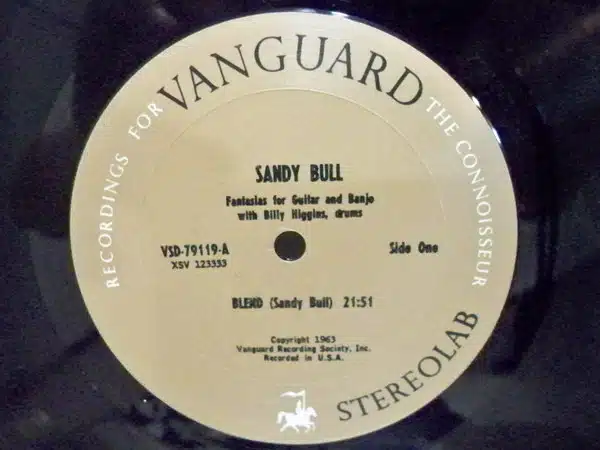 VANGUARD
RECORDINGS FOR THE CONNOISSEUR
SANDY BULL
Fantasias for Guitar and Banjo
with Billy Higgins, drums
VSD-79119-A Side One
XSV 123333
BLEND (Sandy Bull) 21:51
Copyright 1963
Vanguard Recording Society, Inc.
Recorded in U.S.A.
STEREOLAB